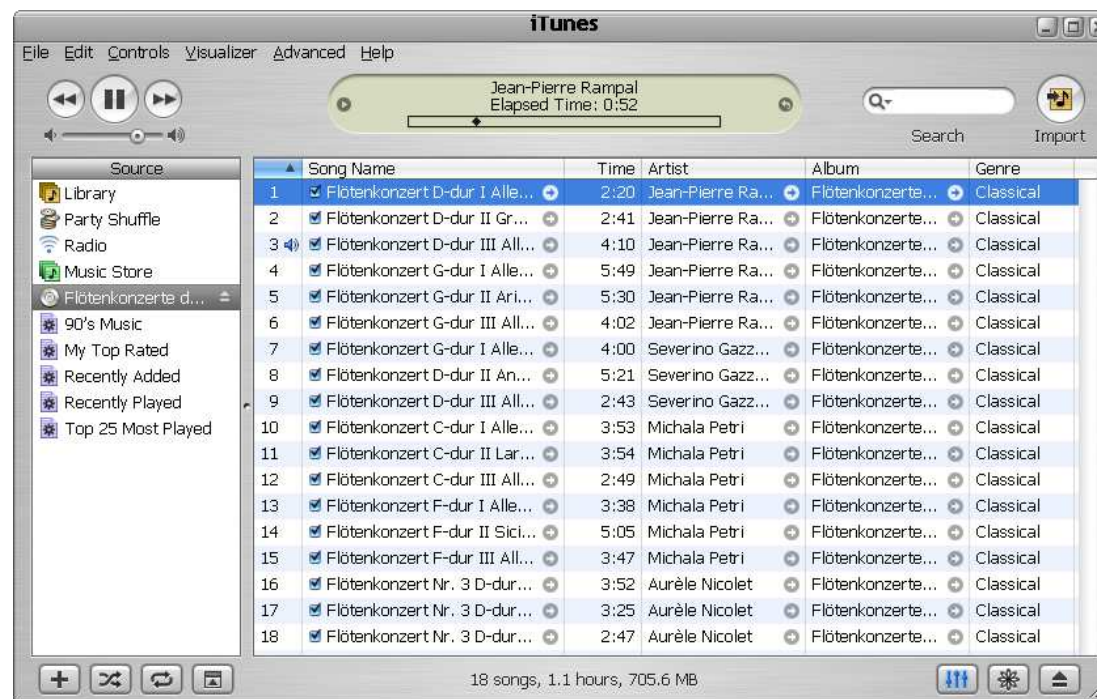 iTunes
File Edit Controls Visualizer Advanced Help
Jean-Pierre Rampal
Elapsed Time: 0:52
Search
Import
Source
Library
Party Shuffle
Radio
Music Store
Flötenkonzerte d...
90's Music
My Top Rated
Recently Added
Recently Played
Top 25 Most Played
Song Name Time Artist Album Genre
1 Flötenkonzert D-dur I Alle... 2:20 Jean-Pierre Ra... Flötenkonzerte... Classical
2 Flötenkonzert D-dur II Gr... 2:41 Jean-Pierre Ra... Flötenkonzerte... Classical
3 Flötenkonzert D-dur III All... 4:10 Jean-Pierre Ra... Flötenkonzerte... Classical
4 Flötenkonzert G-dur I Alle... 5:49 Jean-Pierre Ra... Flötenkonzerte... Classical
5 Flötenkonzert G-dur II Ari... 5:30 Jean-Pierre Ra... Flötenkonzerte... Classical
6 Flötenkonzert G-dur III All... 4:02 Jean-Pierre Ra... Flötenkonzerte... Classical
7 Flötenkonzert G-dur I Alle... 4:00 Severino Gazz... Flötenkonzerte... Classical
8 Flötenkonzert D-dur II An... 5:21 Severino Gazz... Flötenkonzerte... Classical
9 Flötenkonzert D-dur III All... 2:43 Severino Gazz... Flötenkonzerte... Classical
10 Flötenkonzert C-dur I Alle... 3:53 Michala Petri Flötenkonzerte... Classical
11 Flötenkonzert C-dur II Lar... 3:54 Michala Petri Flötenkonzerte... Classical
12 Flötenkonzert C-dur III All... 2:49 Michala Petri Flötenkonzerte... Classical
13 Flötenkonzert F-dur I Alle... 3:38 Michala Petri Flötenkonzerte... Classical
14 Flötenkonzert F-dur II Sici... 5:05 Michala Petri Flötenkonzerte... Classical
15 Flötenkonzert F-dur III All... 3:47 Michala Petri Flötenkonzerte... Classical
16 Flötenkonzert Nr. 3 D-dur... 3:52 Aurèle Nicolet Flötenkonzerte... Classical
17 Flötenkonzert Nr. 3 D-dur... 3:25 Aurèle Nicolet Flötenkonzerte... Classical
18 Flötenkonzert Nr. 3 D-dur... 2:47 Aurèle Nicolet Flötenkonzerte... Classical
18 songs, 1.1 hours, 705.6 MB